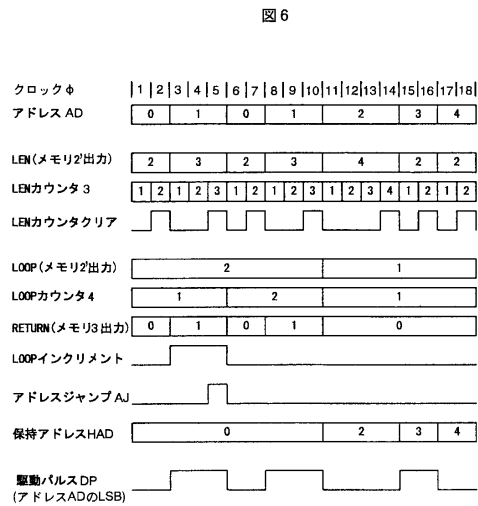 図6
クロックφ |1|2|3|4|5|6|7|8|9|10|11|12|13|14|15|16|17|18|
アドレス AD 0 1 0 1 2 3 4
LEN(メモリ2'出力) 2 3 2 3 4 2 2
LENカウンタ3 1 2 1 2 3 1 2 1 2 3 1 2 3 4 1 2 1 2
LENカウンタクリア
LOOP(メモリ2'出力) 2 1
LOOPカウンタ4 1 2 1
RETURN(メモリ3出力) 0 1 0 1 0
LOOPインクリメント
アドレスジャンプ AJ
保持アドレスHAD 0 2 3 4
駆動パルスDP
(アドレスADのLSB)